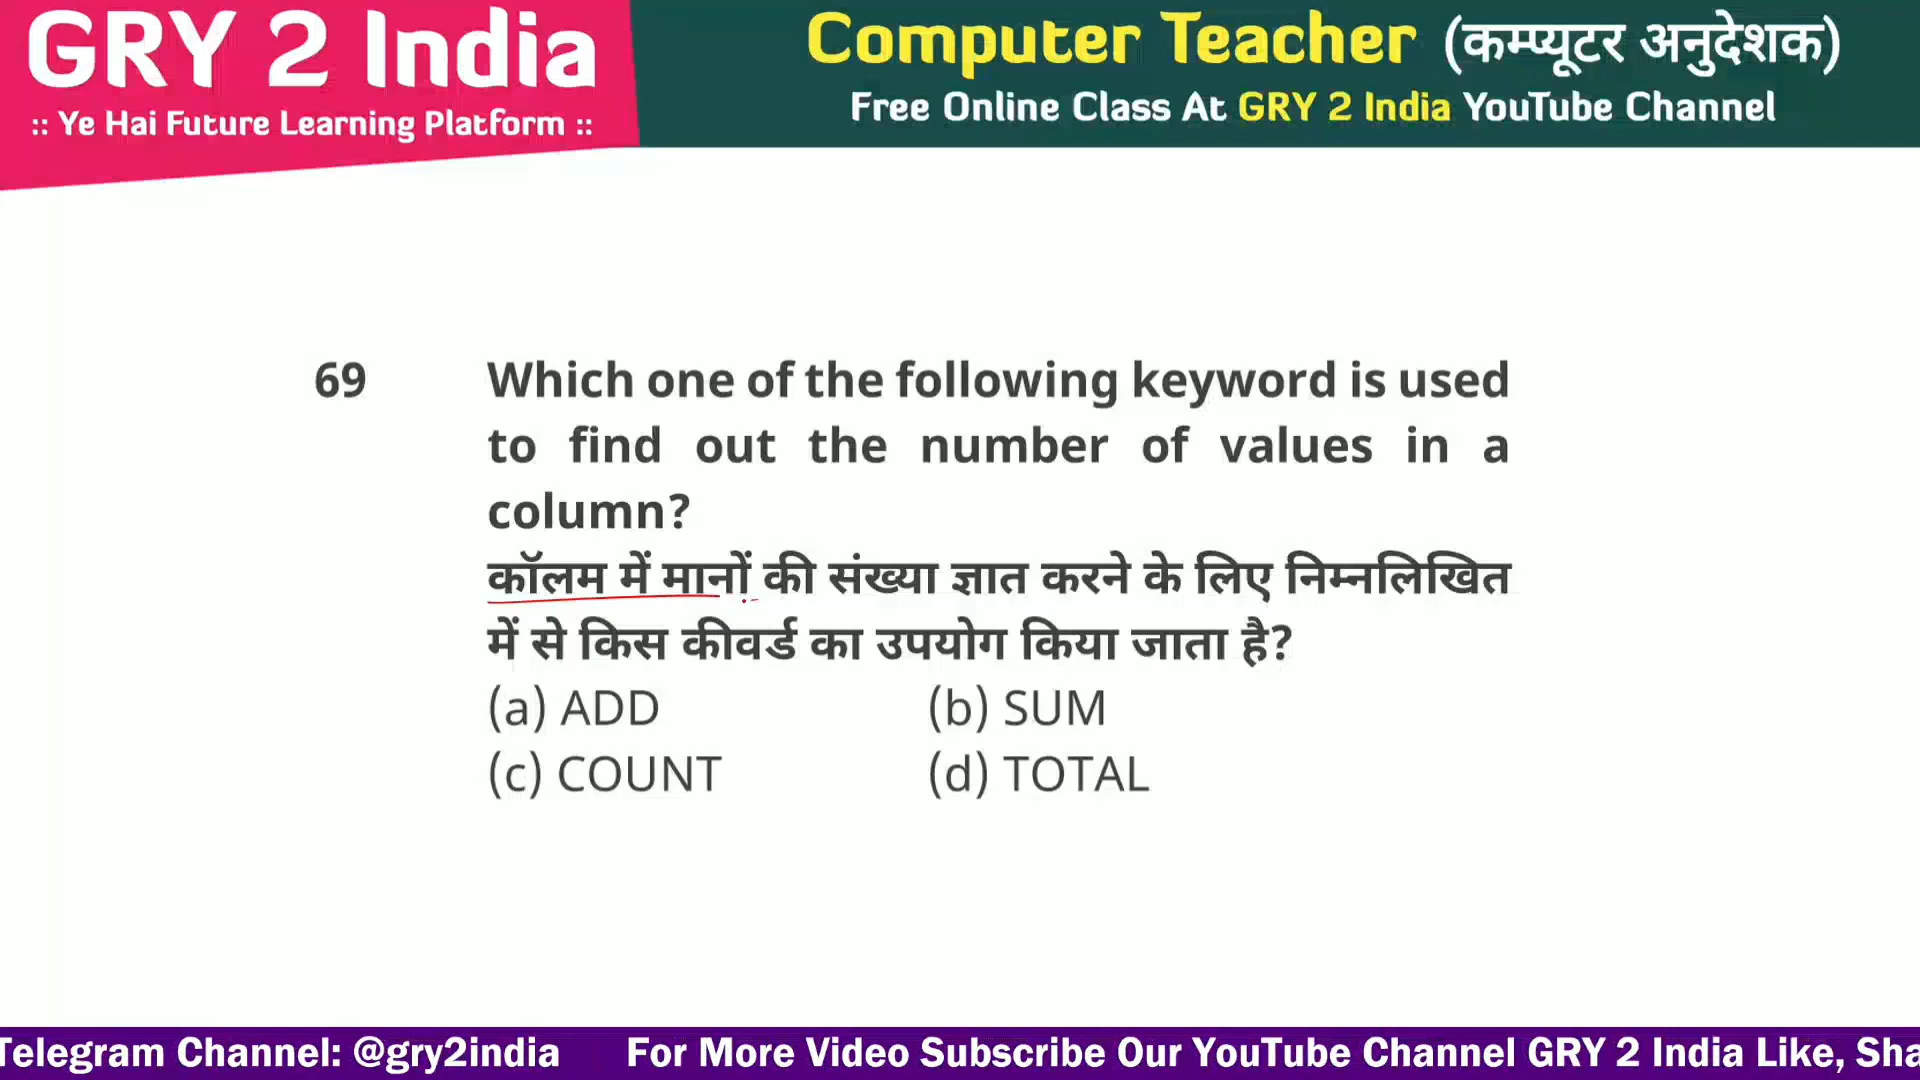 GRY 2 India
:: Ye Hai Future Learning Platform ::
Computer Teacher (कम्प्यूटर अनुदेशक)
Free Online Class At GRY 2 India YouTube Channel
69 Which one of the following keyword is used
to find out the number of values in a
column?
कॉलम में मानों की संख्या ज्ञात करने के लिए निम्नलिखित
में से किस कीवर्ड का उपयोग किया जाता है?
(a) ADD (b) SUM
(c) COUNT (d) TOTAL
Telegram Channel: @gry2india For More Video Subscribe Our YouTube Channel GRY 2 India Like, Sha